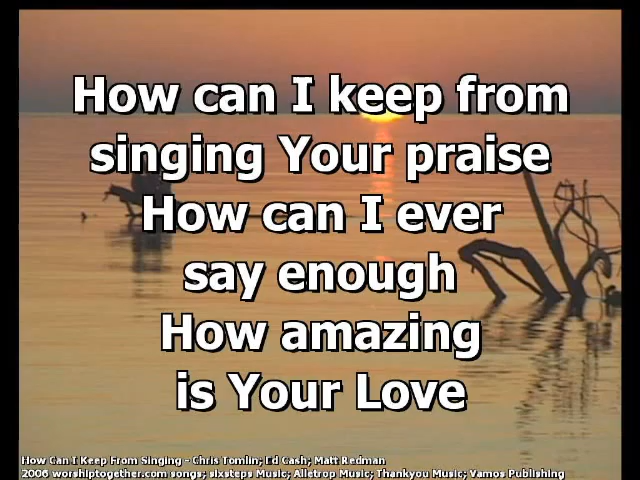 How can I keep from
singing Your praise
How can I ever
say enough
How amazing
is Your Love
How Can I Keep From Singing - Chris Tomlin; Ed Cash; Matt Redman
2006 worshiptogether.com songs; sixsteps Music; Alletrop Music; Thankyou Music; Vamos Publishing